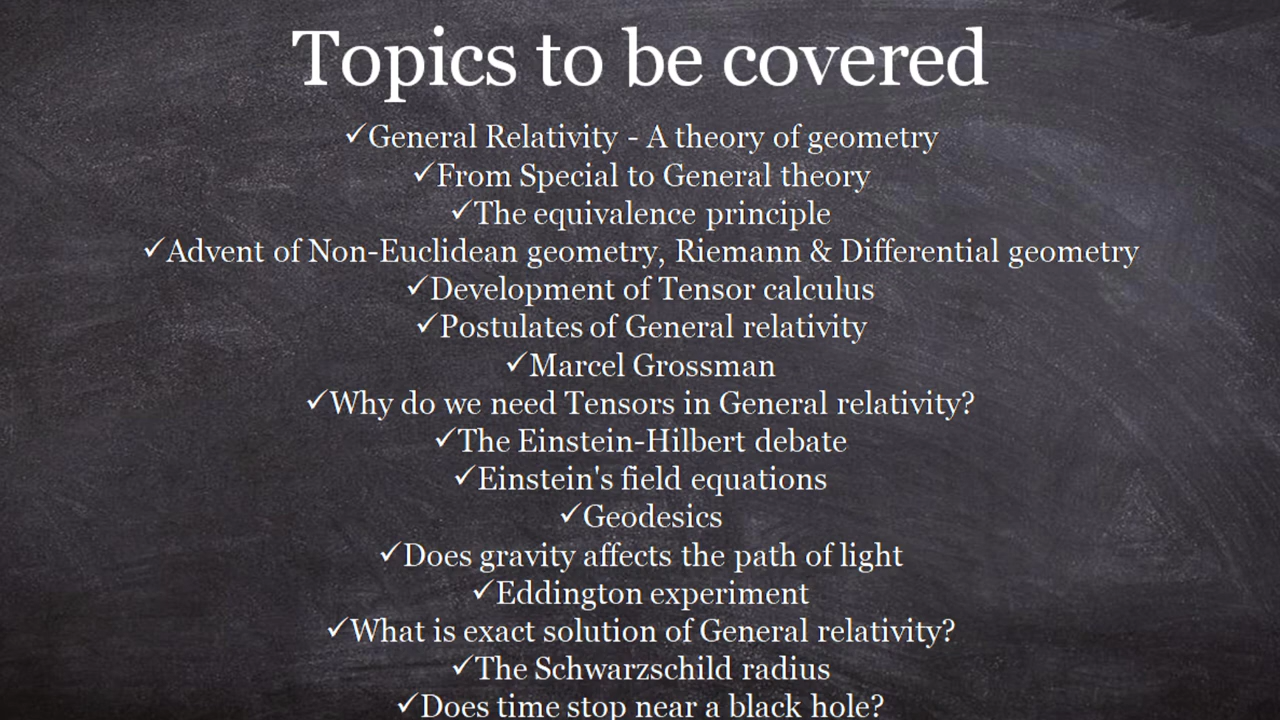 Topics to be covered
✓General Relativity - A theory of geometry
✓From Special to General theory
✓The equivalence principle
✓Advent of Non-Euclidean geometry, Riemann & Differential geometry
✓Development of Tensor calculus
✓Postulates of General relativity
✓Marcel Grossman
✓Why do we need Tensors in General relativity?
✓The Einstein-Hilbert debate
✓Einstein's field equations
✓Geodesics
✓Does gravity affects the path of light
✓Eddington experiment
✓What is exact solution of General relativity?
✓The Schwarzschild radius
✓Does time stop near a black hole?